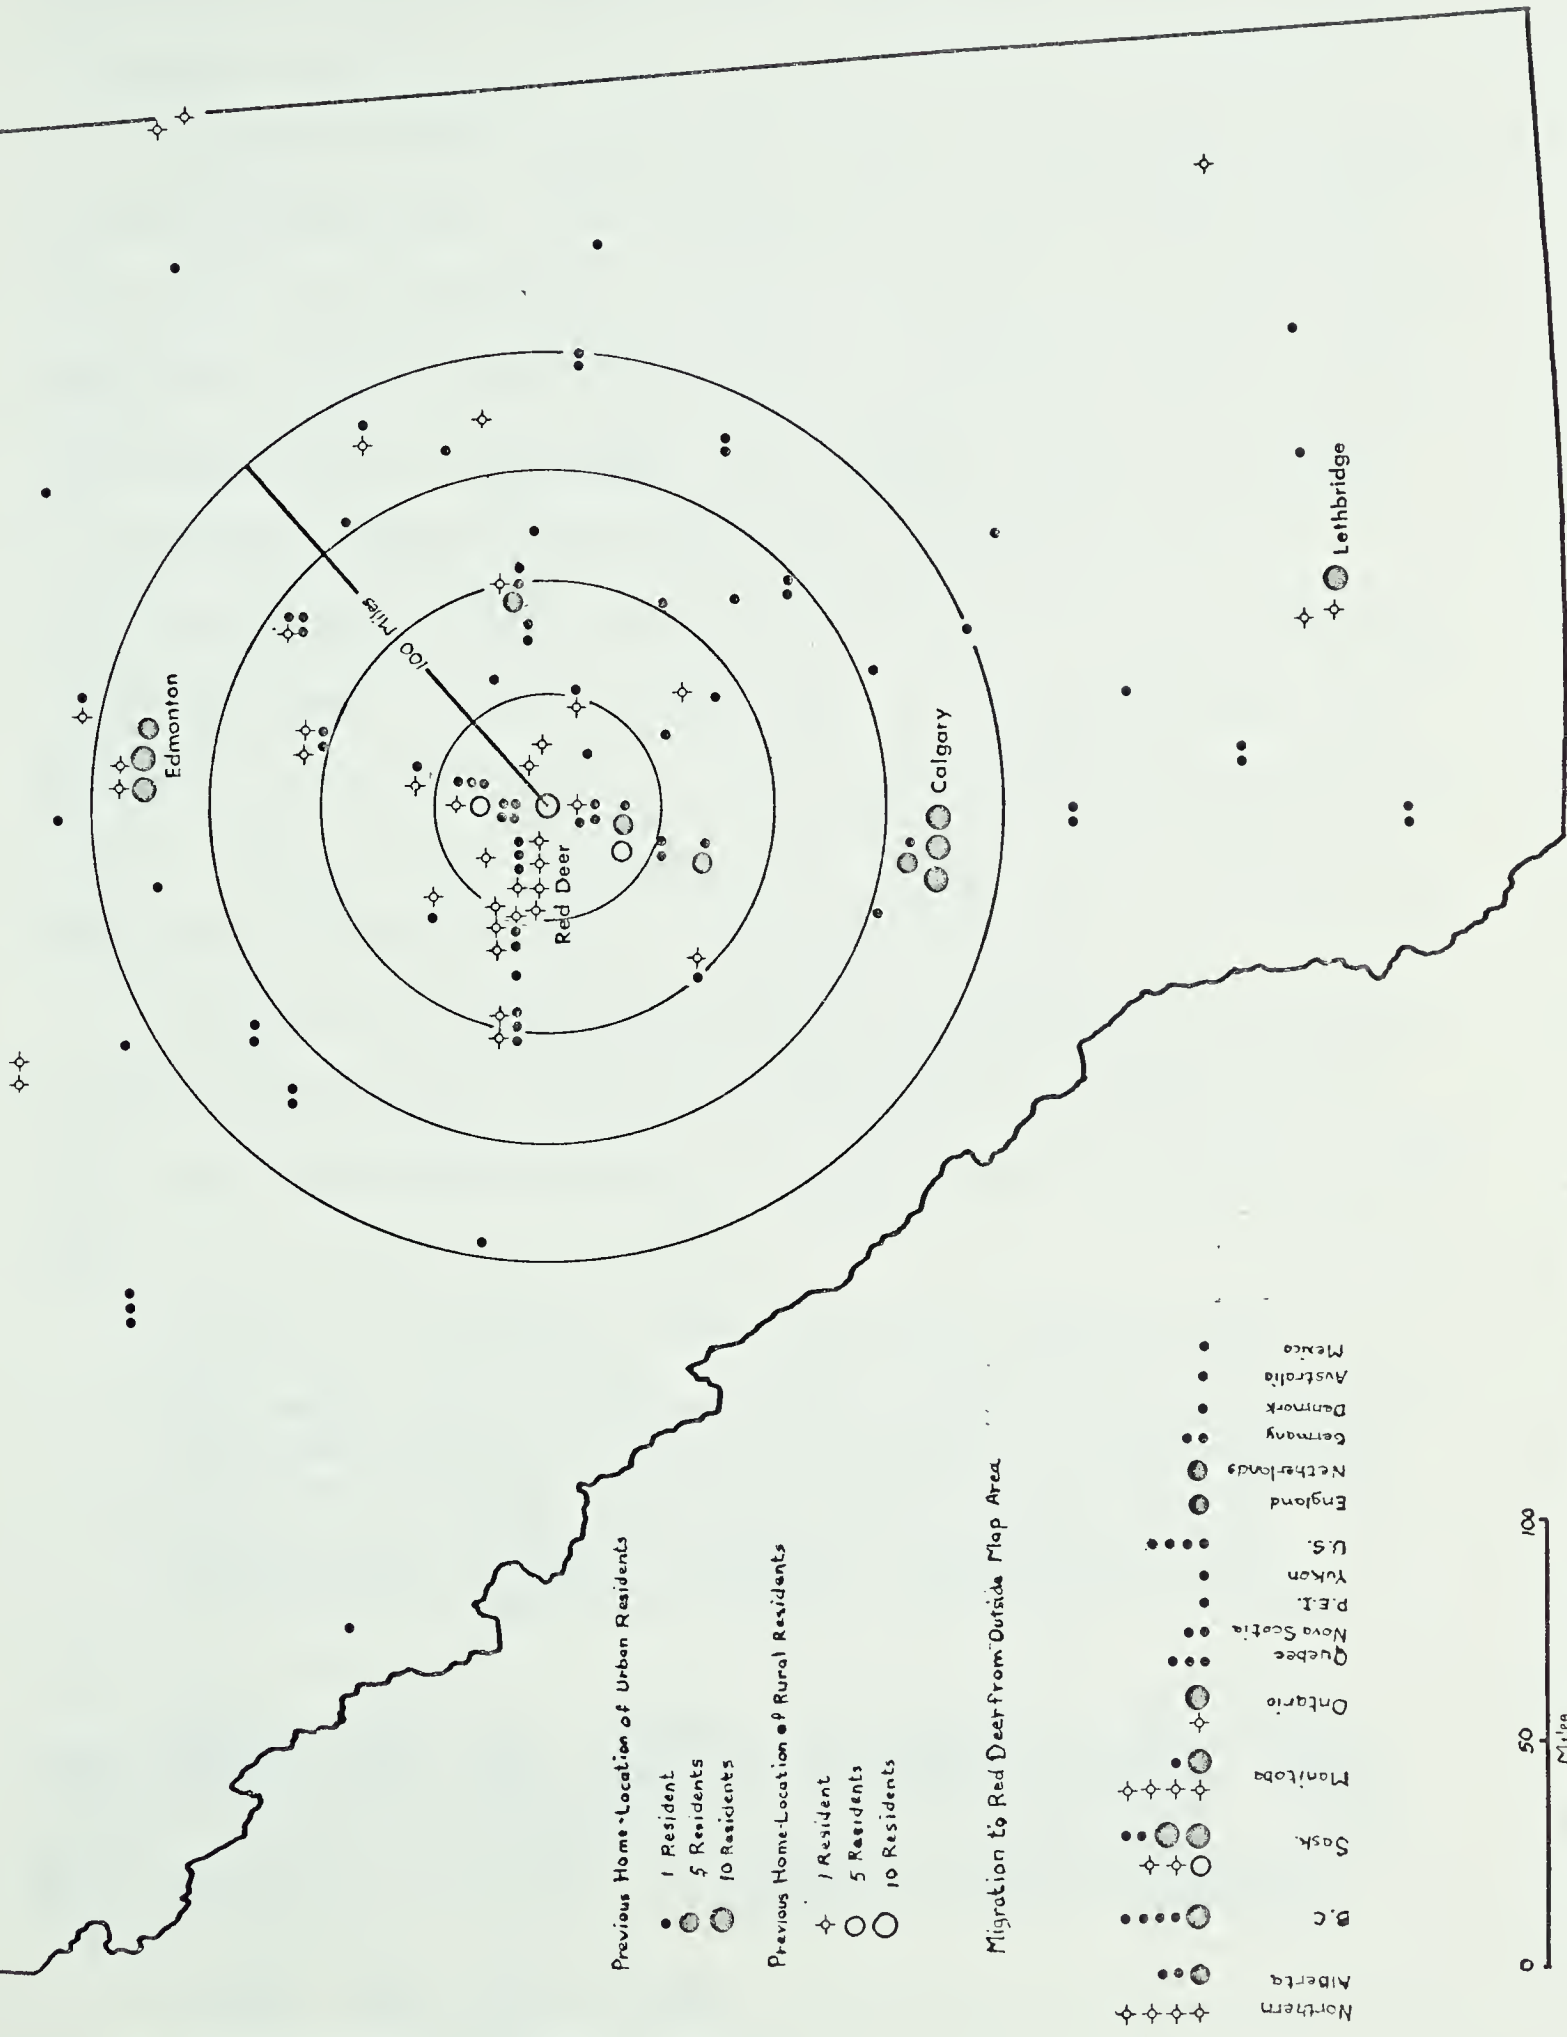 Edmonton
100 Miles
Red Deer
Calgary
Lethbridge
Previous Home-Location of Urban Residents
1 Resident
5 Residents
10 Residents
Previous Home-Location of Rural Residents
1 Resident
5 Residents
10 Residents
Migration to Red Deer from Outside Map Area
Northern
Alberta
B.C.
Sask.
Manitoba
Ontario
Quebec
Nova Scotia
P.E.I.
Yukon
U.S.
England
Netherlands
Germany
Denmark
Australia
Mexico
0 50 100
Miles